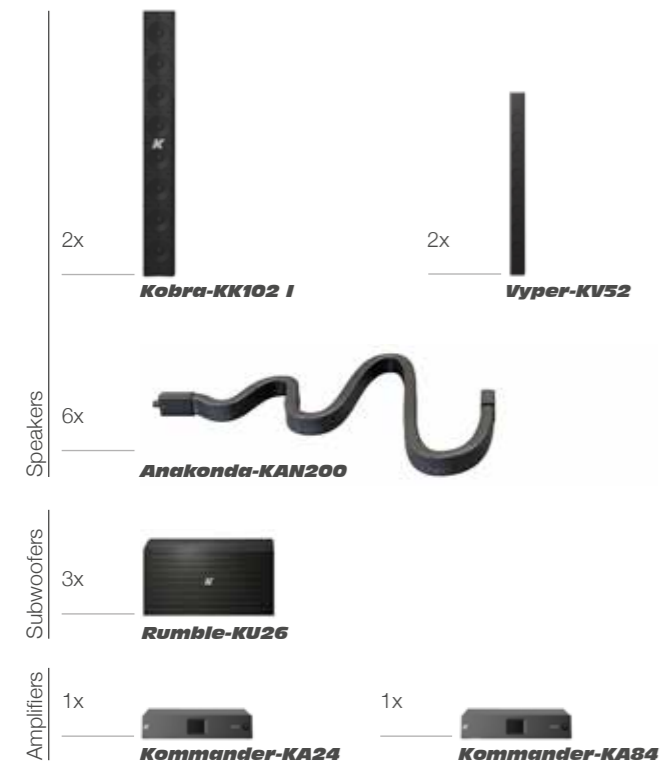 2x
Kobra-KK102 I
2x
Vyper-KV52
Speakers
6x
Anakonda-KAN200
Subwoofers
3x
Rumble-KU26
Amplifiers
1x
Kommander-KA24
1x
Kommander-KA84